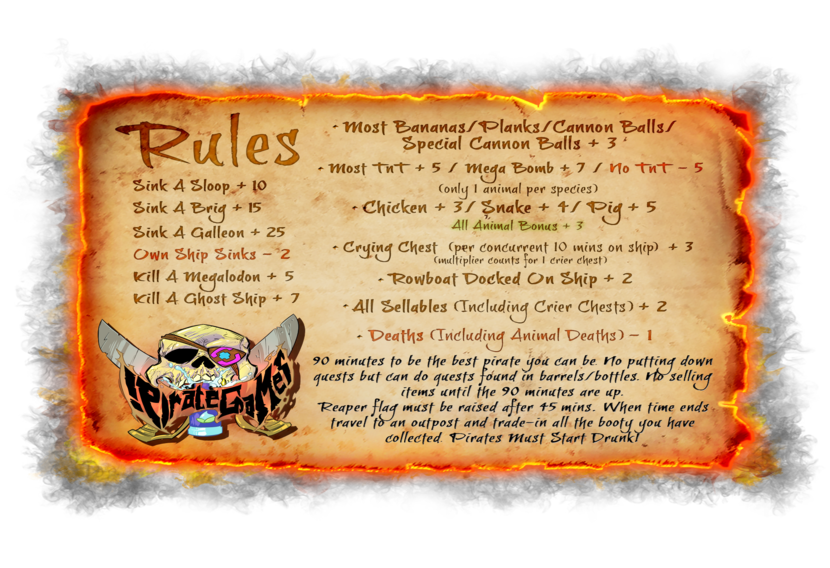 Rules
Sink A Sloop + 10
Sink A Brig + 15
Sink A Galleon + 25
Own Ship Sinks - 2
Kill A Megalodon + 5
Kill A Ghost Ship + 7
!PirateGaMes
- Most Bananas/Planks/Cannon Balls/
Special Cannon Balls + 3
- Most TnT + 5 / Mega Bomb + 7 / No TnT - 5
(only 1 animal per species)
- Chicken + 3/ Snake + 4/ Pig + 5
All Animal Bonus + 3
- Crying Chest (per concurrent 10 mins on ship) + 3
(multiplier counts for 1 crier chest)
- Rowboat Docked On Ship + 2
- All Sellables (Including Crier Chests) + 2
- Deaths (Including Animal Deaths) - 1
90 minutes to be the best pirate you can be. No putting down
quests but can do quests found in barrels/bottles. No selling
items until the 90 minutes are up.
Reaper flag must be raised after 45 mins. When time ends
travel to an outpost and trade-in all the booty you have
collected. Pirates Must Start Drunk!